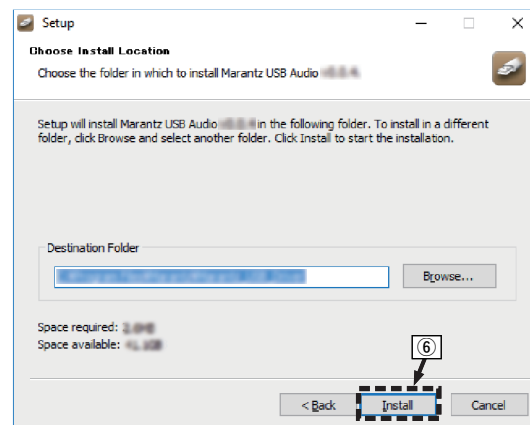 Setup
Choose Install Location
Choose the folder in which to install Marantz USB Audio
Setup will install Marantz USB Audio in the following folder. To install in a different
folder, click Browse and select another folder. Click Install to start the installation.
Destination Folder
Browse...
Space required:
Space available:
⑥
< Back Install Cancel